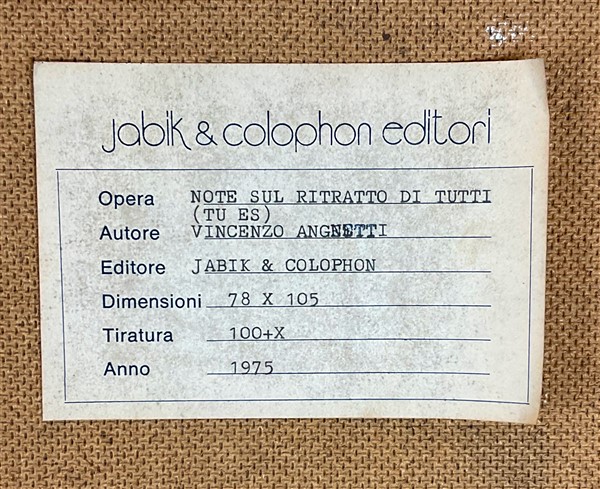 jabik & colophon editori
Opera NOTE SUL RITRATTO DI TUTTI
(TU ES)
Autore VINCENZO ANGNETTI
Editore JABIK & COLOPHON
Dimensioni 78 X 105
Tiratura 100+X
Anno 1975